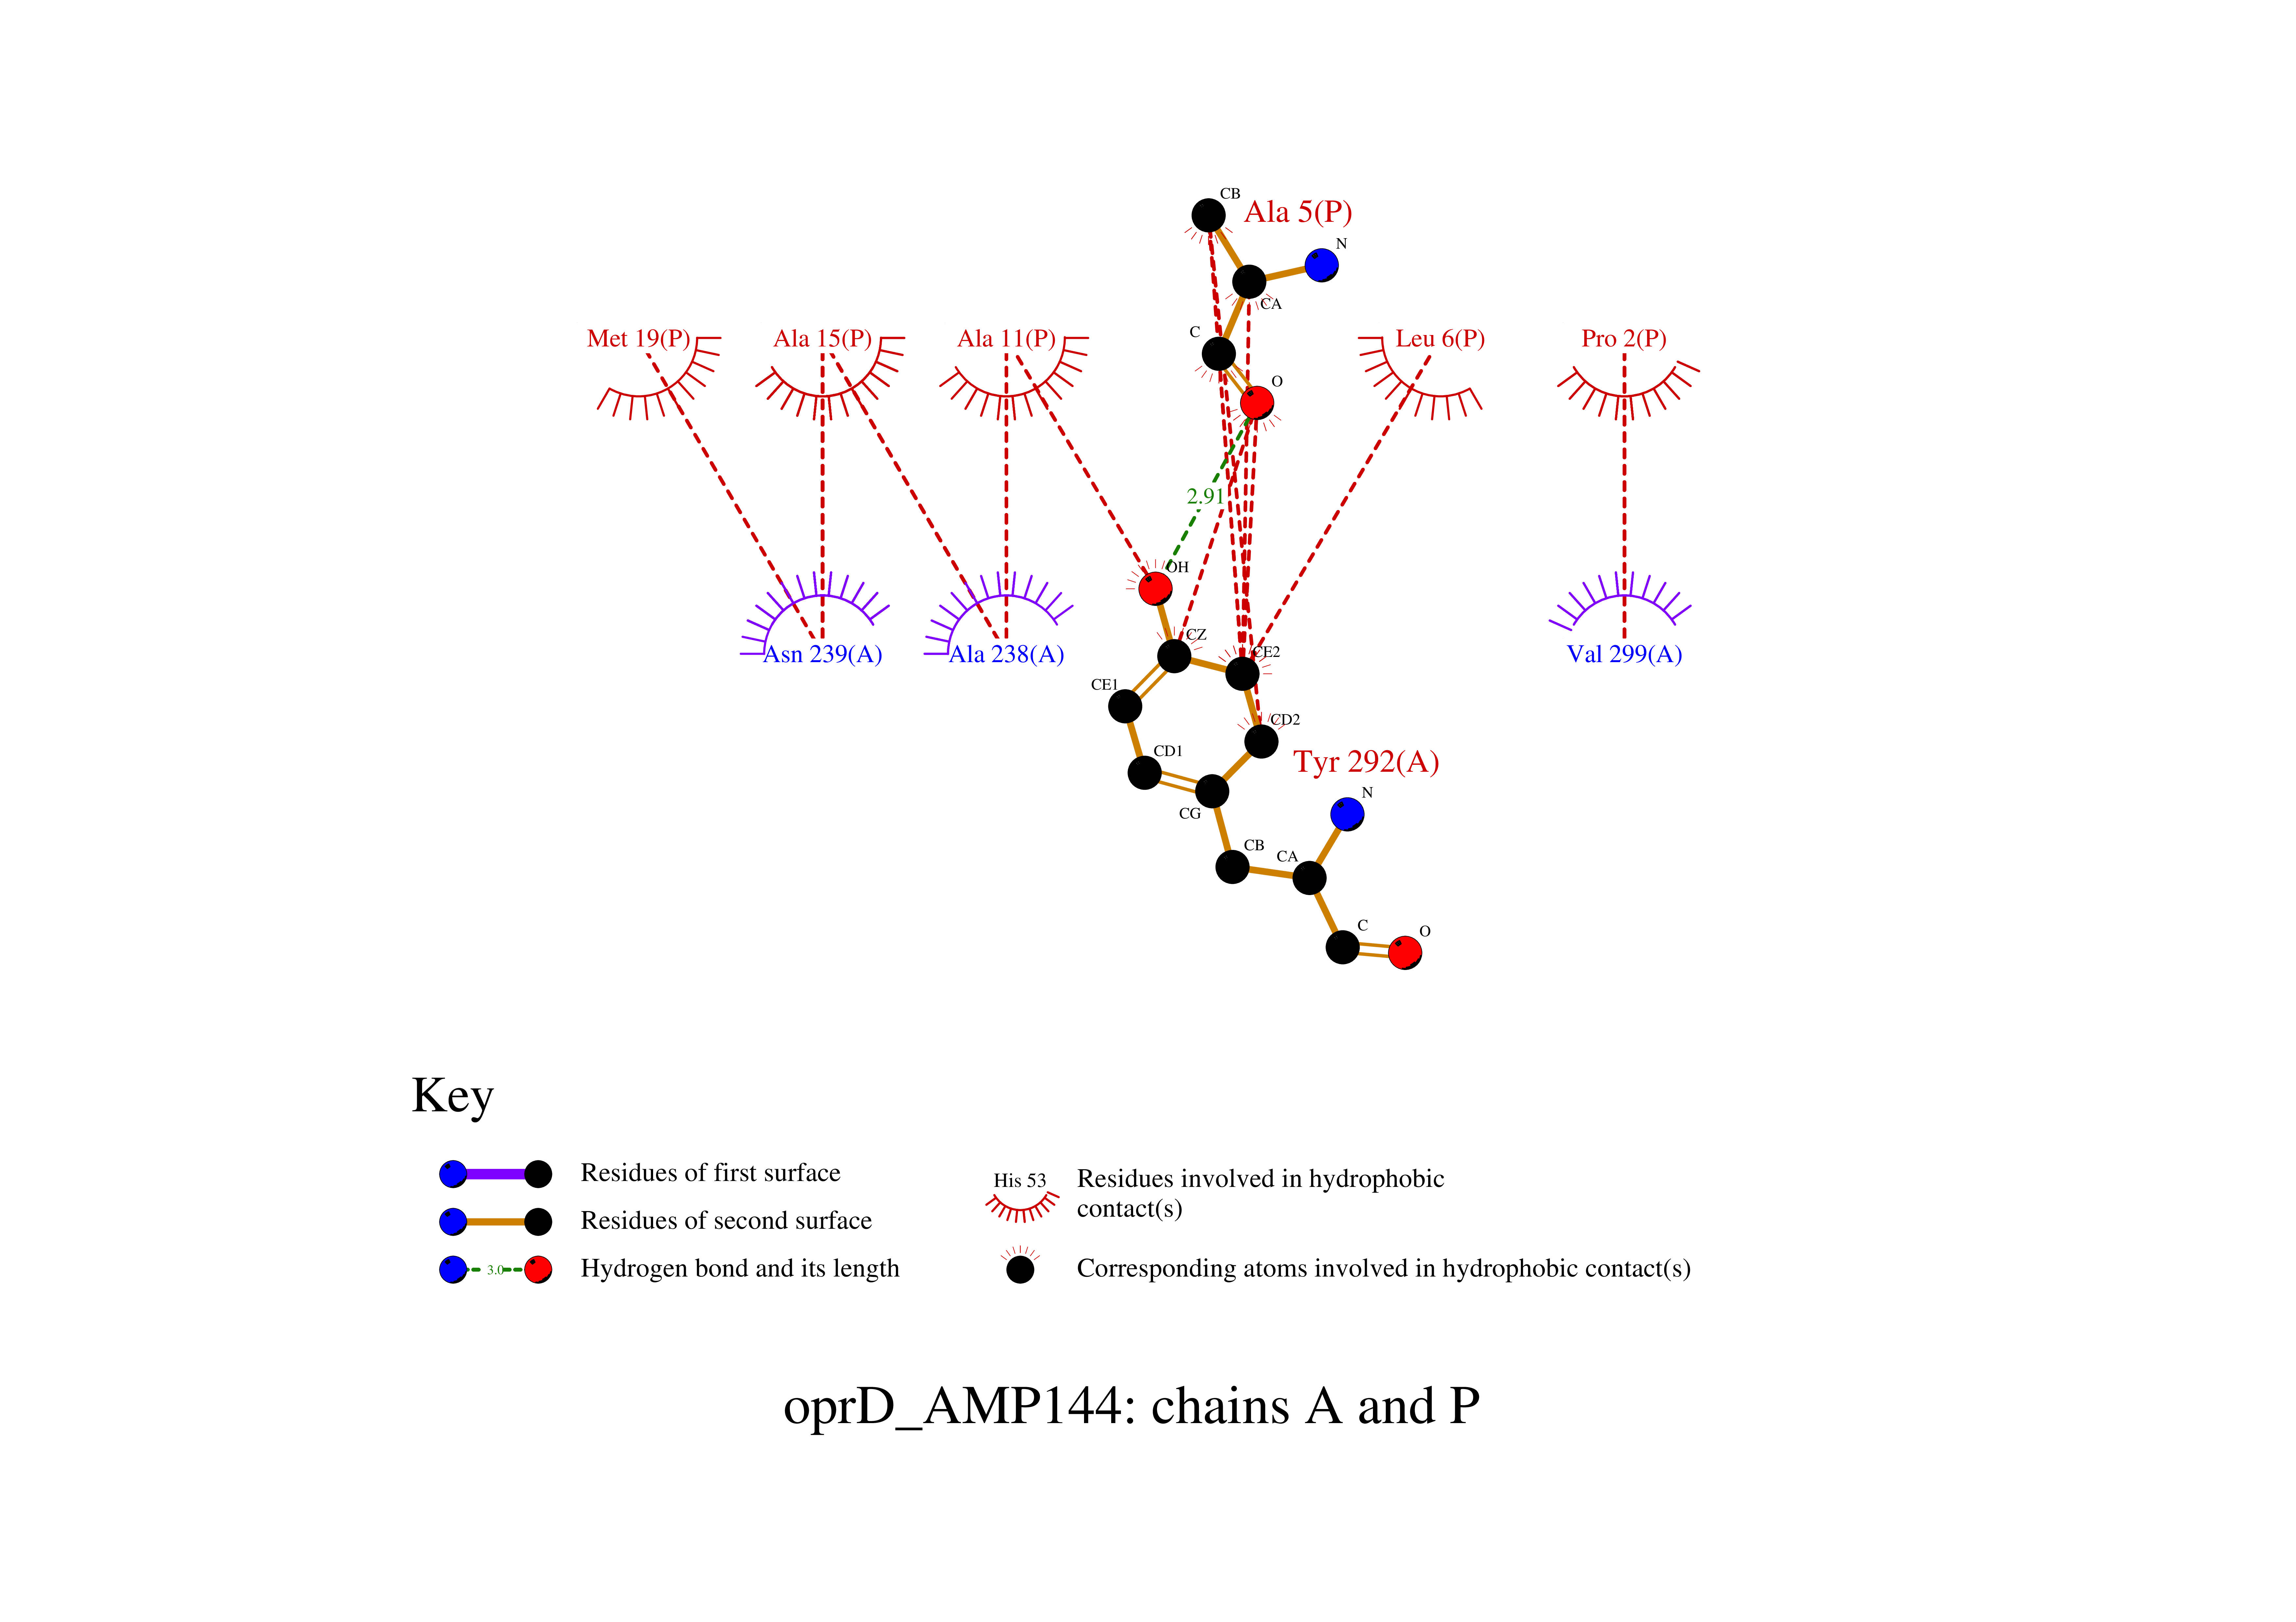 CB
Ala 5(P)
N
CA
C
O
Met 19(P)
Ala 15(P)
Ala 11(P)
Leu 6(P)
Pro 2(P)
2.91
OH
CZ
CE2
Asn 239(A)
Ala 238(A)
Val 299(A)
CE1
CD2
CD1
Tyr 292(A)
N
CG
CB
CA
C
O
Key
Residues of first surface
Residues of second surface
3.0
Hydrogen bond and its length
His 53
Residues involved in hydrophobic
contact(s)
Corresponding atoms involved in hydrophobic contact(s)
oprD_AMP144: chains A and P